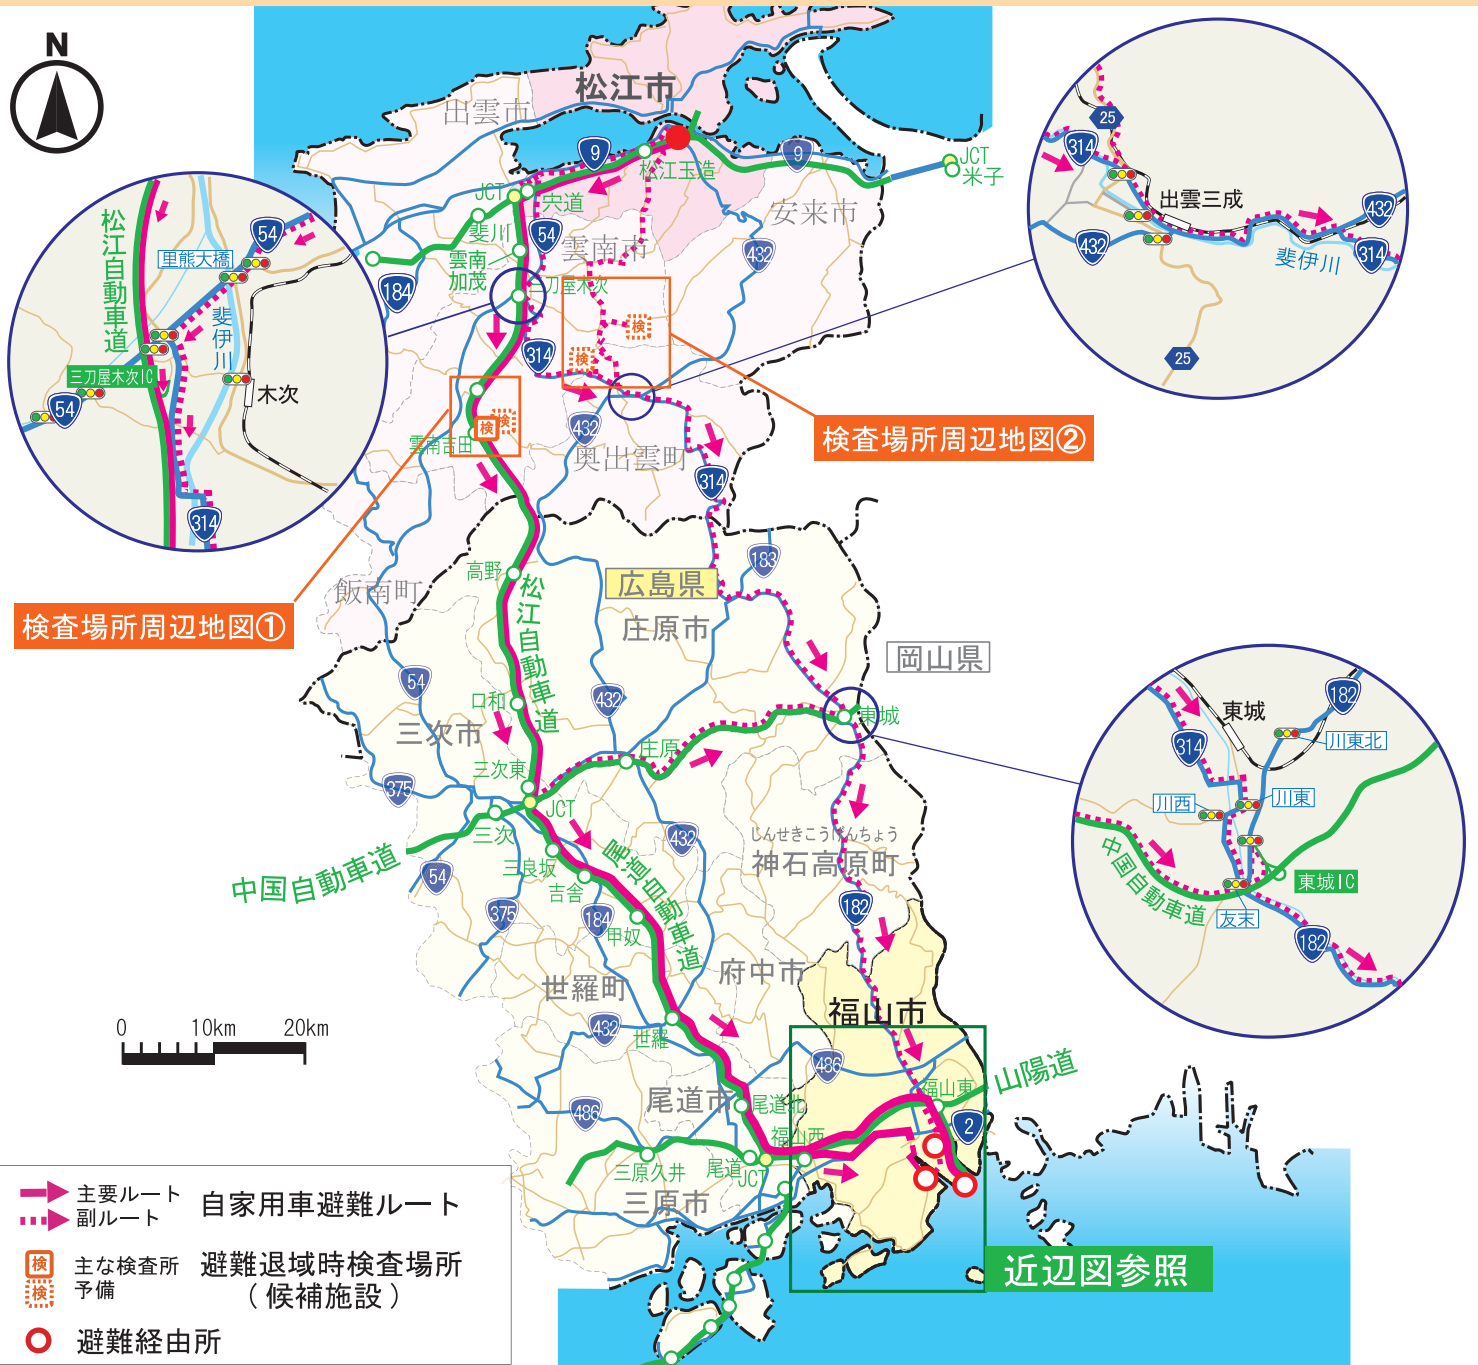 N
松江市
出雲市
9
松江玉造
9
JCT
米子
JCT
宍道
斐川
54
雲南市
安来市
432
雲南
加茂
184
三刀屋木次
314
検
検
432
雲南吉田
検
検
奥出雲町
314
飯南町
松江自動車道
54
里熊大橋
斐伊川
三刀屋木次IC
木次
54
314
25
314
出雲三成
432
432
斐伊川
314
25
検査場所周辺地図②
検査場所周辺地図①
高野
松江自動車道
広島県
183
庄原市
岡山県
54
口和
432
三次市
東城
庄原
三次東
375
JCT
三次
432
中国自動車道
三良坂
吉舎
54
尾道自動車道
じんせきこうげんちょう
神石高原町
375
184
甲奴
182
府中市
世羅町
福山市
432
世羅
486
尾道市
尾道北
福山東
山陽道
486
2
福山西
三原久井
尾道
JCT
三原市
東城
182
314
川東北
川西
川東
中国自動車道
東城IC
友末
182
0 10km 20km
主要ルート
副ルート
自家用車避難ルート
検
検
主な検査所
予備
避難退域時検査場所
（候補施設）
避難経由所
近辺図参照